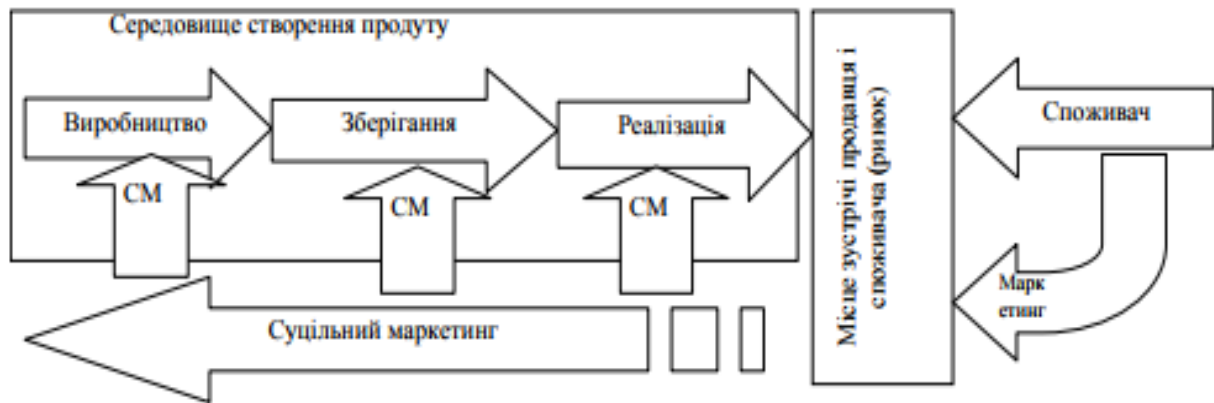 Середовище створення продуту
Виробництво
Зберігання
Реалізація
СМ
СМ
СМ
Суцільний маркетинг
Місце зустрічі продавця і
споживача (ринок)
Споживач
Марк
етинг